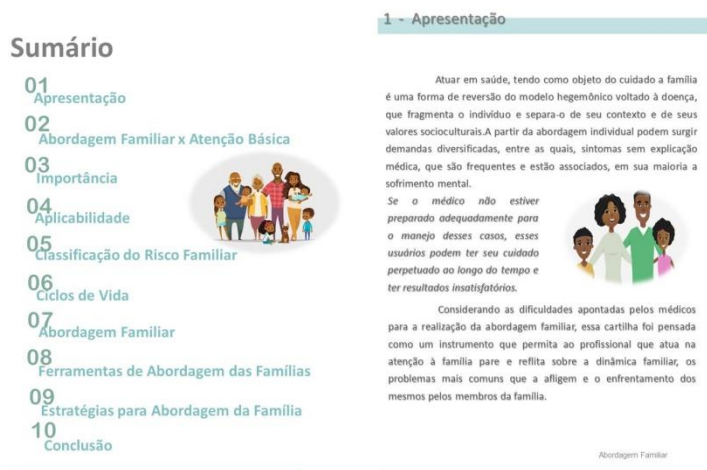 Sumário
01
Apresentação
02
Abordagem Familiar x Atenção Básica
03
Importância
04
Aplicabilidade
05
Classificação do Risco Familiar
06
Ciclos de Vida
07
Abordagem Familiar
08
Ferramentas de Abordagem das Famílias
09
Estratégias para Abordagem da Família
10
Conclusão
1 - Apresentação
Atuar em saúde, tendo como objeto do cuidado a família
é uma forma de reversão do modelo hegemônico voltado à doença,
que fragmenta o indivíduo e separa-o de seu contexto e de seus
valores socioculturais.A partir da abordagem individual podem surgir
demandas diversificadas, entre as quais, sintomas sem explicação
médica, que são frequentes e estão associados, em sua maioria a
sofrimento mental.
Se o médico não estiver
preparado adequadamente para
o manejo desses casos, esses
usuários podem ter seu cuidado
perpetuado ao longo do tempo e
ter resultados insatisfatórios.
Considerando as dificuldades apontadas pelos médicos
para a realização da abordagem familiar, essa cartilha foi pensada
como um instrumento que permita ao profissional que atua na
atenção à família pare e reflita sobre a dinâmica familiar, os
problemas mais comuns que a afligem e o enfrentamento dos
mesmos pelos membros da família.
Abordagem Familiar